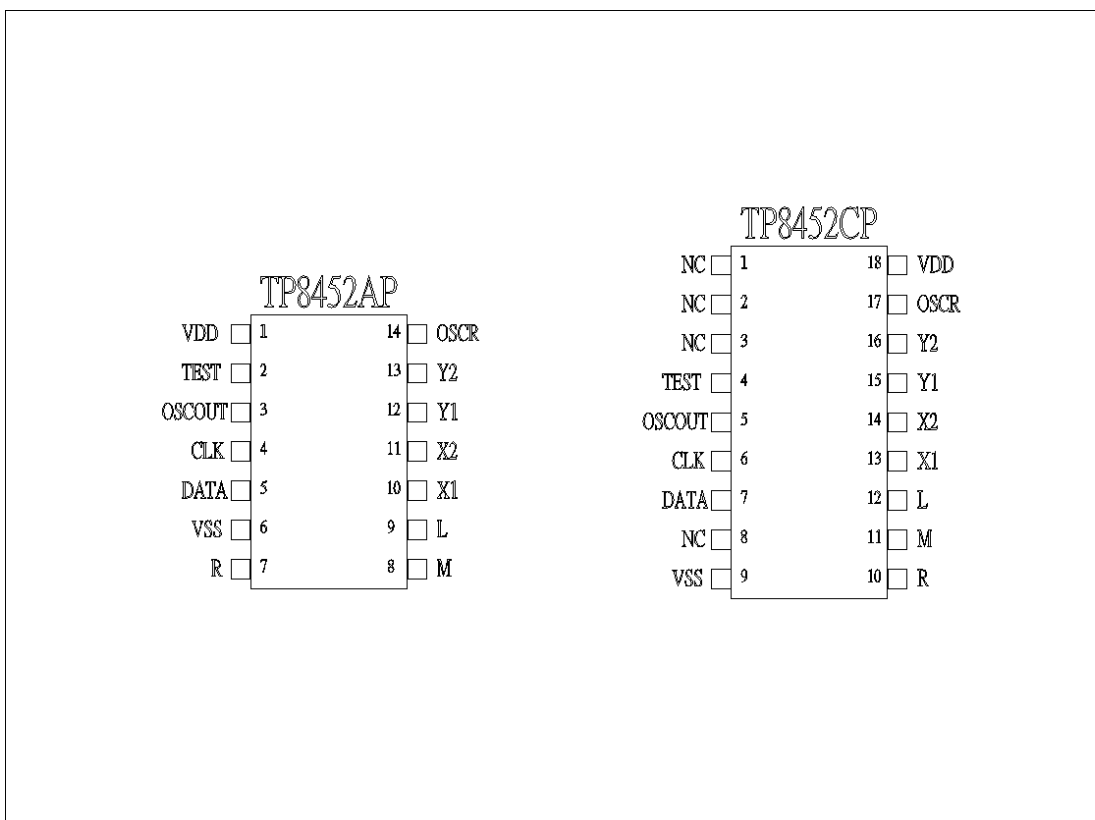 TP8452AP
VDD 1 14 OSCR
TEST 2 13 Y2
OSCOUT 3 12 Y1
CLK 4 11 X2
DATA 5 10 X1
VSS 6 9 L
R 7 8 M
TP8452CP
NC 1 18 VDD
NC 2 17 OSCR
NC 3 16 Y2
TEST 4 15 Y1
OSCOUT 5 14 X2
CLK 6 13 X1
DATA 7 12 L
NC 8 11 M
VSS 9 10 R